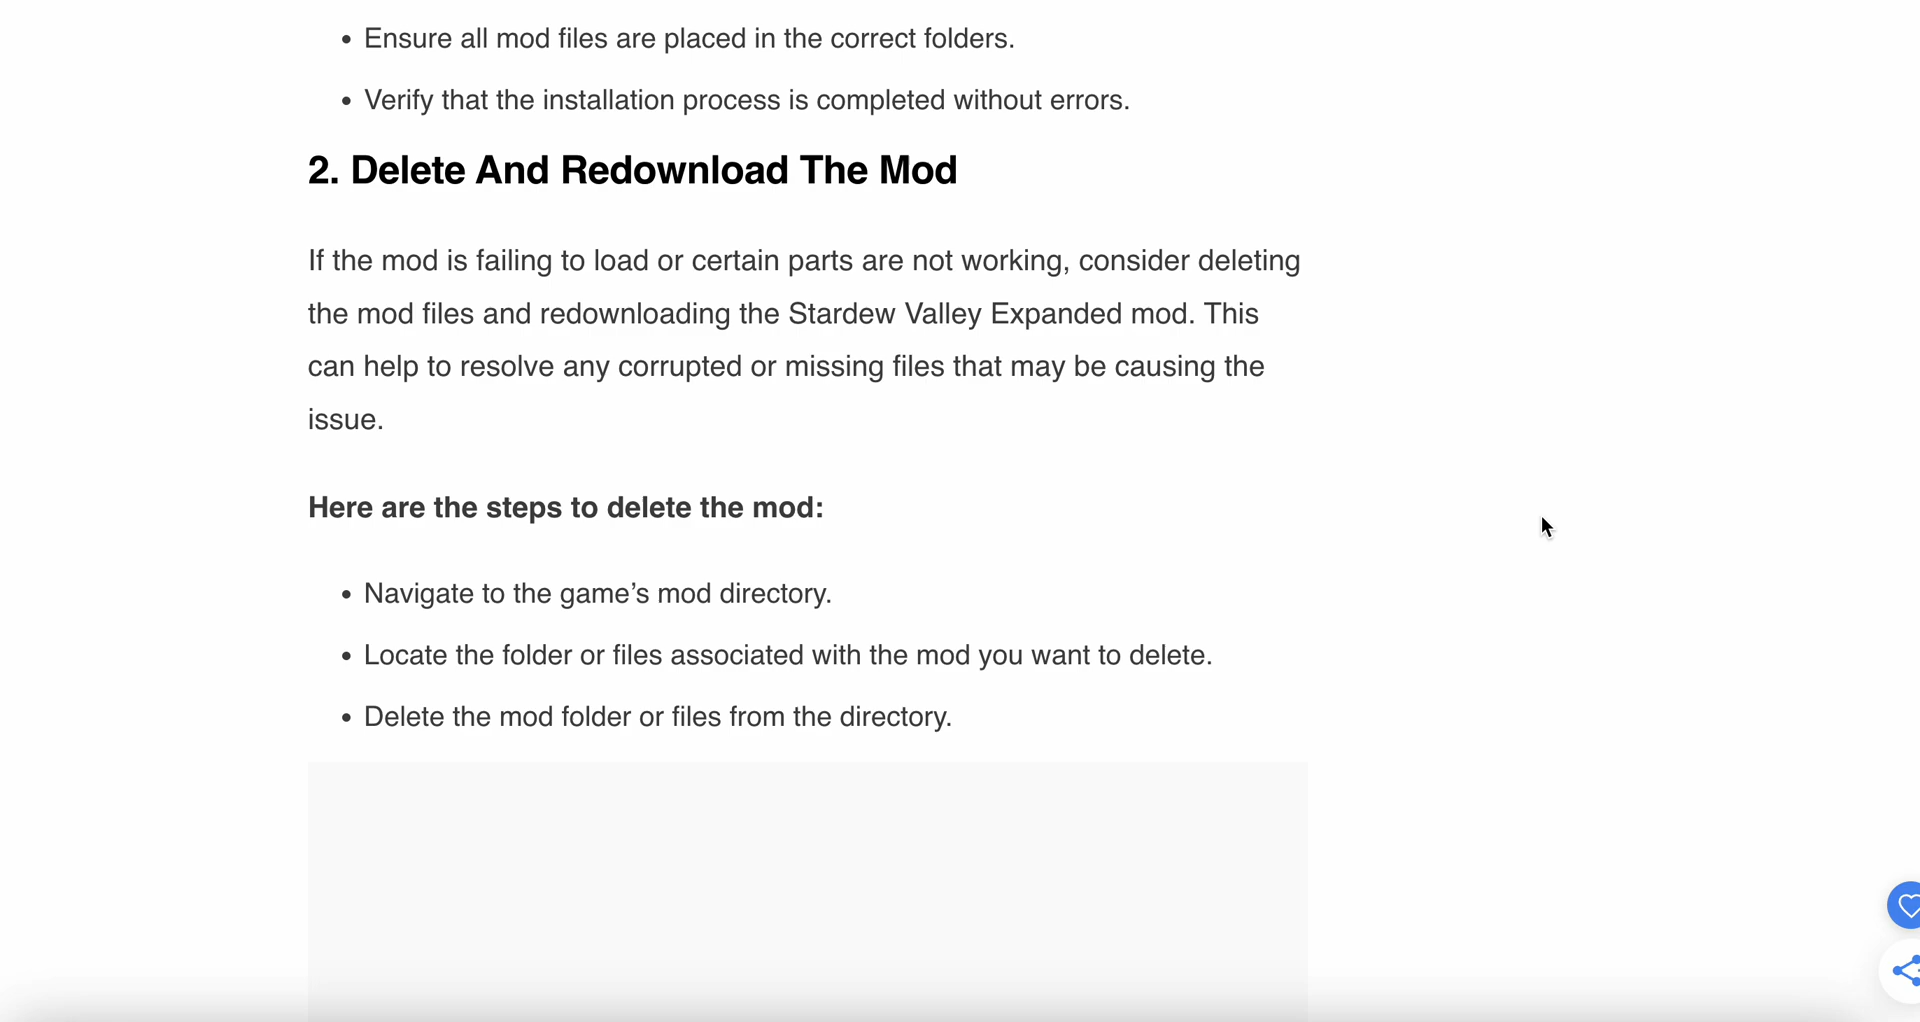 Ensure all mod files are placed in the correct folders.
Verify that the installation process is completed without errors.
2. Delete And Redownload The Mod
If the mod is failing to load or certain parts are not working, consider deleting
the mod files and redownloading the Stardew Valley Expanded mod. This
can help to resolve any corrupted or missing files that may be causing the
issue.
Here are the steps to delete the mod:
Navigate to the game’s mod directory.
Locate the folder or files associated with the mod you want to delete.
Delete the mod folder or files from the directory.